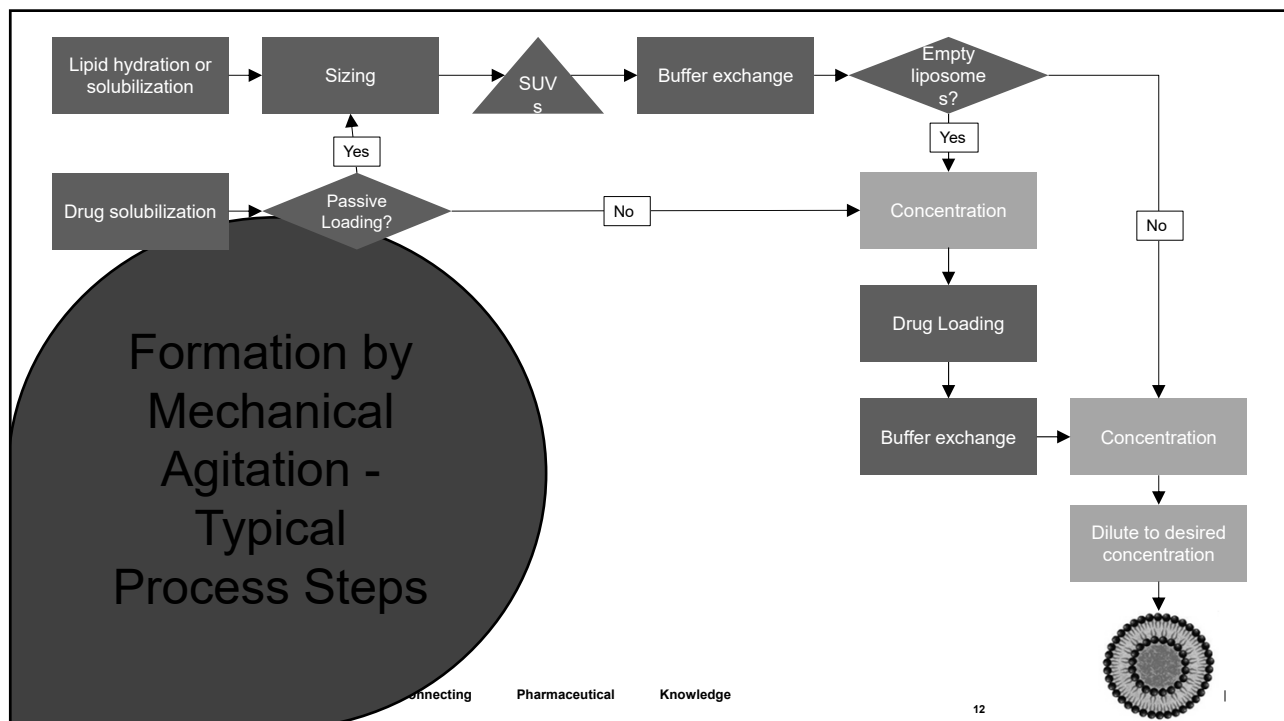 Lipid hydration or
solubilization
Sizing
SUV
s
Buffer exchange
Empty
liposome
s?
Yes
Yes
Drug solubilization
Passive
Loading?
No
Concentration
No
Drug Loading
Formation by
Mechanical
Agitation -
Typical
Process Steps
Buffer exchange
Concentration
Dilute to desired
concentration
Pharmaceutical Knowledge
12